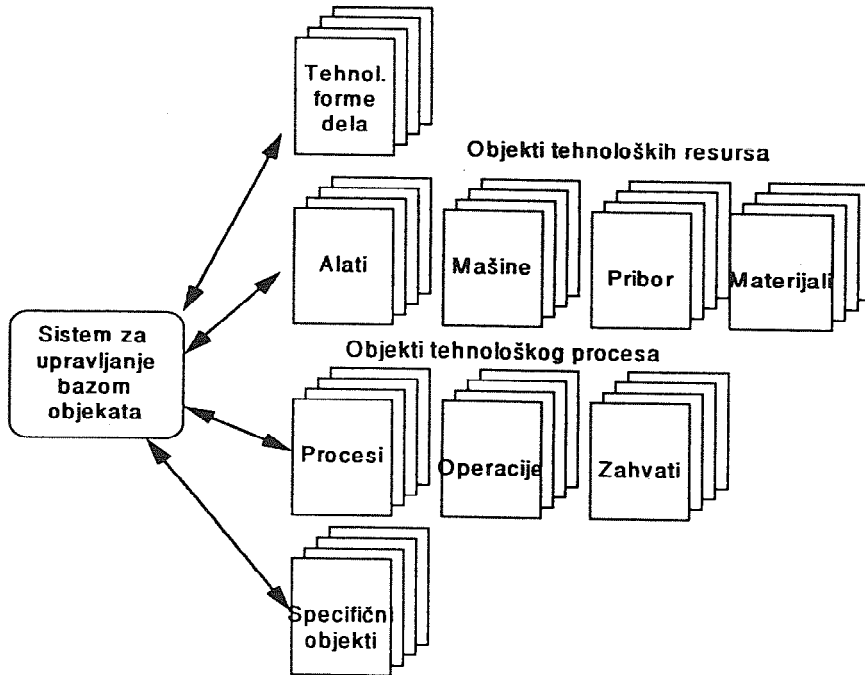 Tehnol.
forme
dela
Objekti tehnoloških resursa
Alati
Mašine
Pribor
Materijali
Sistem za
upravljanje
bazom
objekata
Objekti tehnološkog procesa
Procesi
Operacije
Zahvati
Specifični
objekti